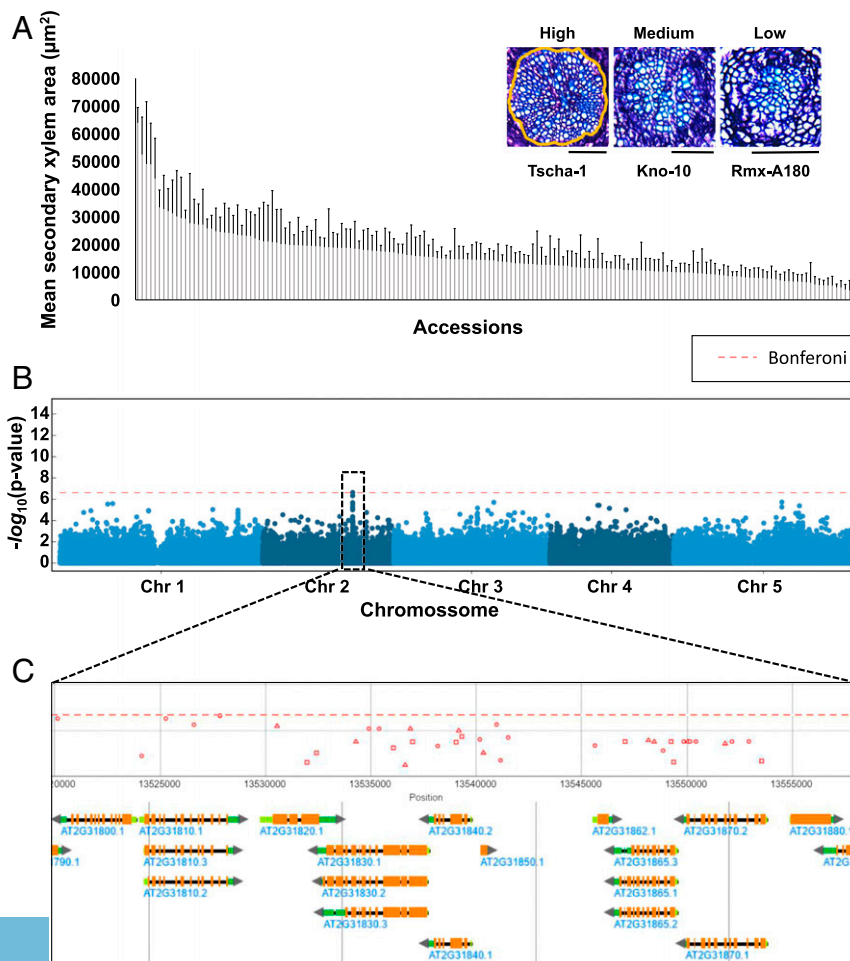 A
High Medium Low
Tscha-1 Kno-10 Rmx-A180
Mean secondary xylem area (µm²)
80000
70000
60000
50000
40000
30000
20000
10000
0
Accessions
Bonferoni
B
-log10(p-value)
14
12
10
8
6
4
2
0
Chr 1 Chr 2 Chr 3 Chr 4 Chr 5
Chromossome
C
20000 13525000 13530000 13535000 13540000 13545000 13550000 13555000
Position
AT2G31800.1 AT2G31810.1 AT2G31820.1 AT2G31840.2 AT2G31862.1 AT2G31870.2 AT2G31880.1
790.1 AT2G31810.3 AT2G31830.1 AT2G31850.1 AT2G31865.3 AT2G
AT2G31810.2 AT2G31830.2 AT2G31865.1
AT2G31830.3 AT2G31865.2
AT2G31840.1 AT2G31870.1